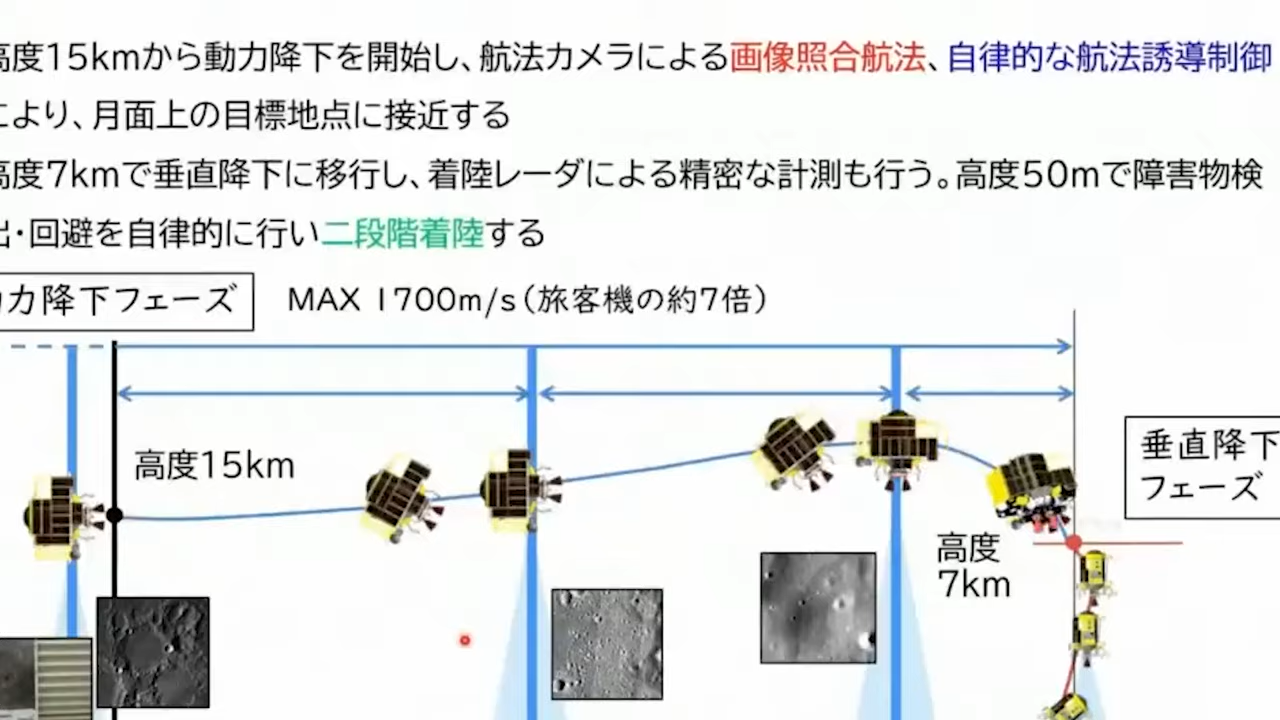 高度15kmから動力降下を開始し、航法カメラによる画像照合航法、自律的な航法誘導制御
により、月面上の目標地点に接近する
高度7kmで垂直降下に移行し、着陸レーダによる精密な計測も行う。高度50mで障害物検
出・回避を自律的に行い二段階着陸する
力降下フェーズ
MAX 1700m/s（旅客機の約7倍）
高度15km
垂直降下
フェーズ
高度
7km